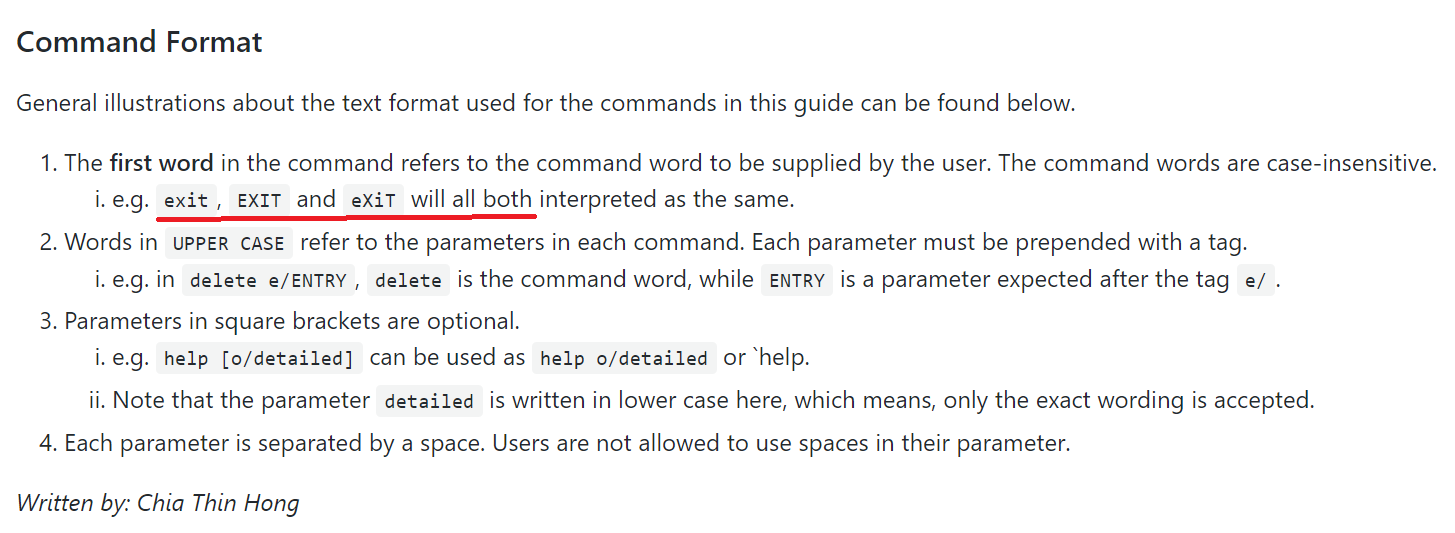 Command Format
General illustrations about the text format used for the commands in this guide can be found below.
1. The first word in the command refers to the command word to be supplied by the user. The command words are case-insensitive.
i. e.g. exit, EXIT and eXiT will all both interpreted as the same.
2. Words in UPPER CASE refer to the parameters in each command. Each parameter must be prepended with a tag.
i. e.g. in delete e/ENTRY, delete is the command word, while ENTRY is a parameter expected after the tag e/.
3. Parameters in square brackets are optional.
i. e.g. help [o/detailed] can be used as help o/detailed or `help.
ii. Note that the parameter detailed is written in lower case here, which means, only the exact wording is accepted.
4. Each parameter is separated by a space. Users are not allowed to use spaces in their parameter.
Written by: Chia Thin Hong